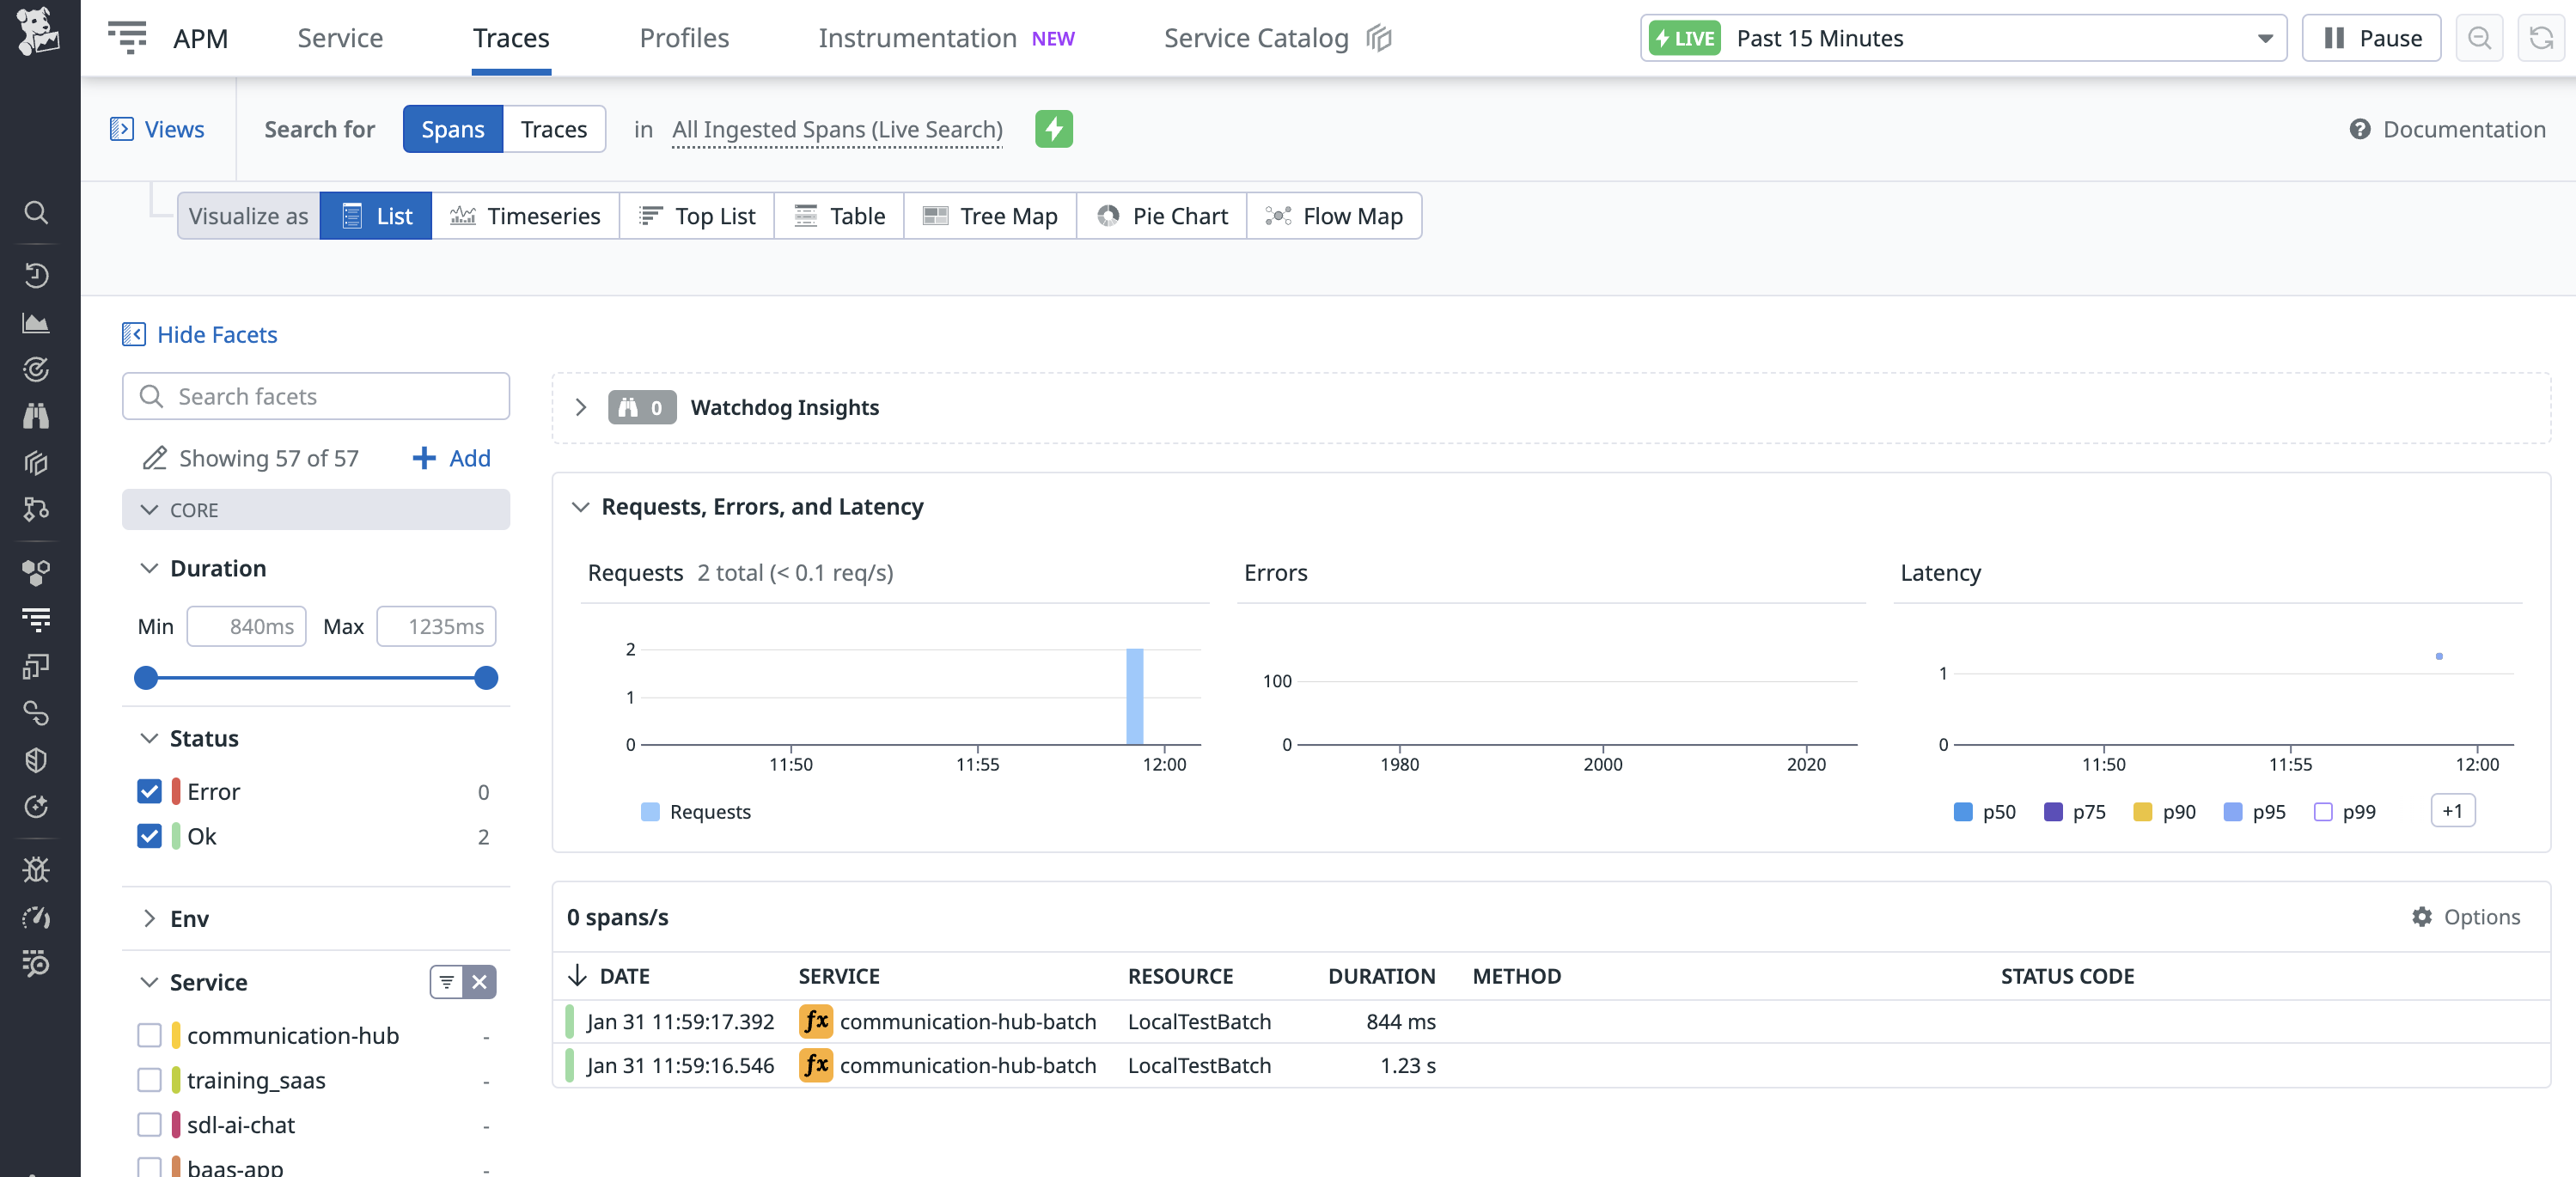 APM Service Traces Profiles Instrumentation NEW Service Catalog LIVE Past 15 Minutes Pause
Views Search for Spans Traces in All Ingested Spans (Live Search) Documentation
Visualize as List Timeseries Top List Table Tree Map Pie Chart Flow Map
Hide Facets
Search facets
Showing 57 of 57 Add
CORE
Duration
Min 840ms Max 1235ms
Status
Error 0
Ok 2
Env
Service
communication-hub -
training_saas -
sdl-ai-chat -
baas-app -
0 Watchdog Insights
Requests, Errors, and Latency
Requests 2 total (< 0.1 req/s)
2
1
0
11:50 11:55 12:00
Requests
Errors
100
0
1980 2000 2020
Latency
1
0
11:50 11:55 12:00
p50 p75 p90 p95 p99 +1
0 spans/s Options
DATE SERVICE RESOURCE DURATION METHOD STATUS CODE
Jan 31 11:59:17.392 fx communication-hub-batch LocalTestBatch 844 ms
Jan 31 11:59:16.546 fx communication-hub-batch LocalTestBatch 1.23 s